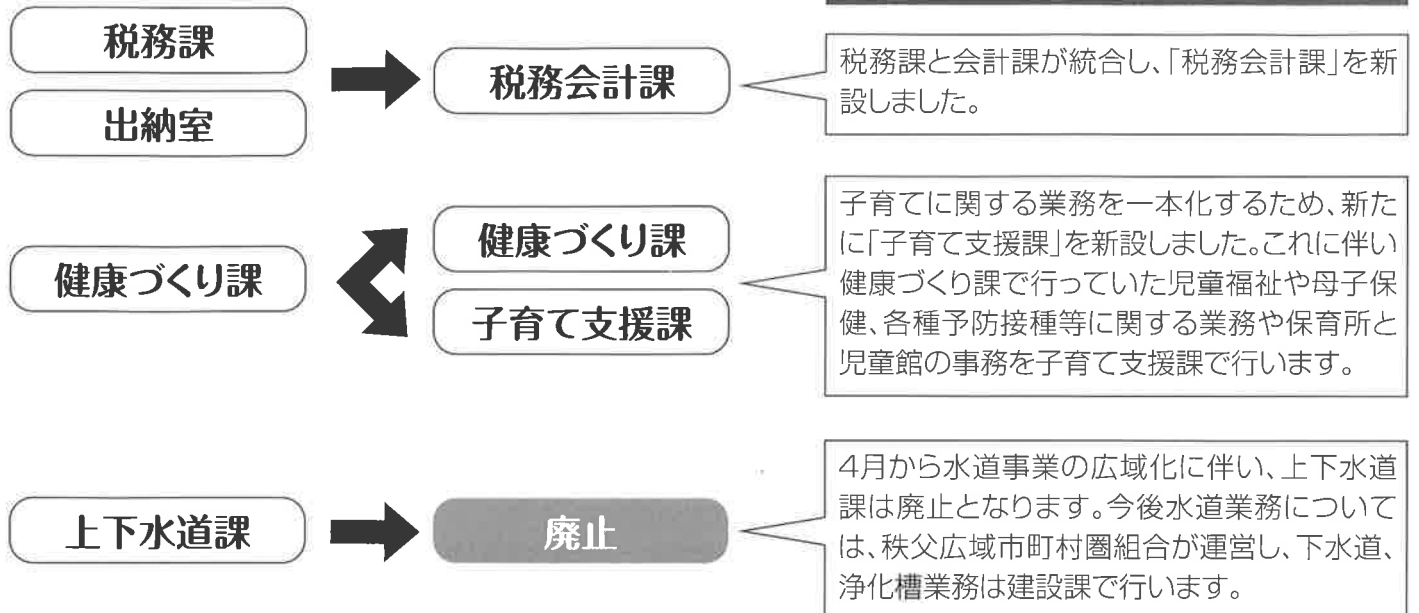 税務課
出納室
税務会計課
税務課と会計課が統合し、「税務会計課」を新
設しました。
健康づくり課
健康づくり課
子育て支援課
子育てに関する業務を一本化するため、新た
に「子育て支援課」を新設しました。これに伴い
健康づくり課で行っていた児童福祉や母子保
健、各種予防接種等に関する業務や保育所と
児童館の事務を子育て支援課で行います。
上下水道課
廃止
4月から水道事業の広域化に伴い、上下水道
課は廃止となります。今後水道業務について
は、秩父広域市町村圏組合が運営し、下水道、
浄化槽業務は建設課で行います。